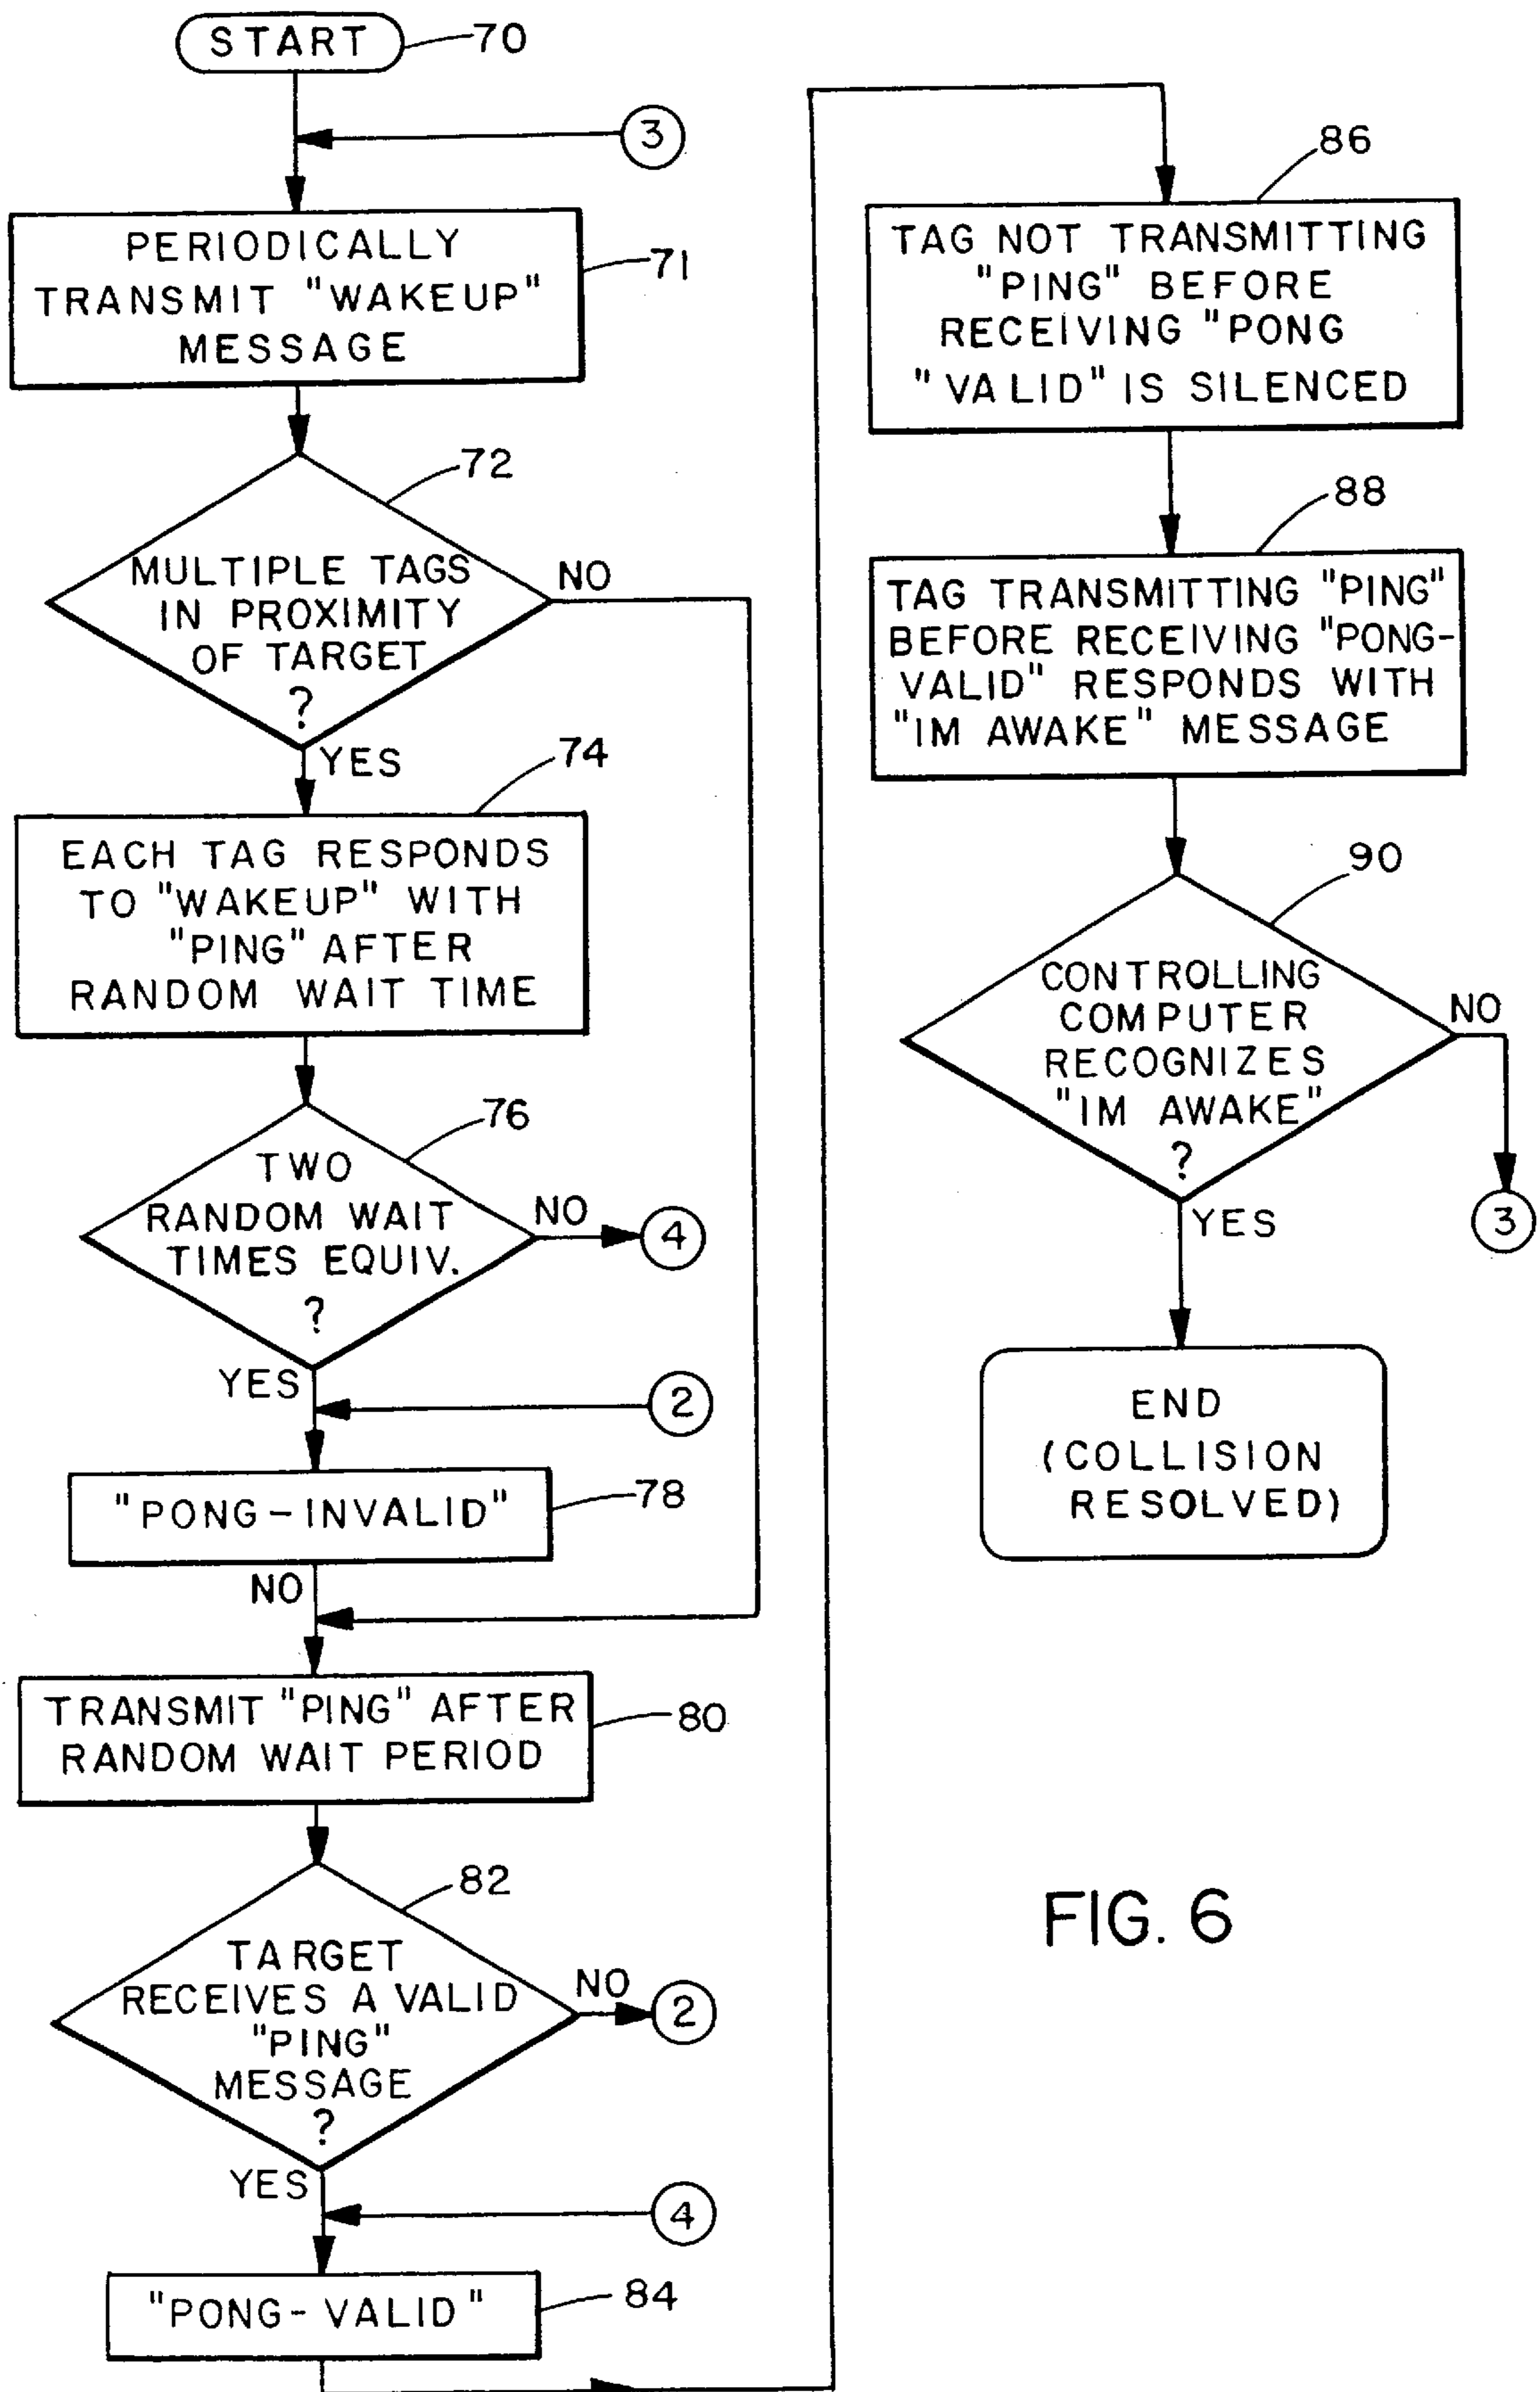 START
70
3
PERIODICALLY
TRANSMIT "WAKEUP"
MESSAGE
71
72
MULTIPLE TAGS
IN PROXIMITY
OF TARGET
?
NO
YES
74
EACH TAG RESPONDS
TO "WAKEUP" WITH
"PING" AFTER
RANDOM WAIT TIME
76
TWO
RANDOM WAIT
TIMES EQUIV.
?
NO
4
YES
2
"PONG-INVALID"
78
NO
TRANSMIT "PING" AFTER
RANDOM WAIT PERIOD
80
82
TARGET
RECEIVES A VALID
"PING"
MESSAGE
?
NO
2
YES
4
"PONG-VALID"
84
86
TAG NOT TRANSMITTING
"PING" BEFORE
RECEIVING "PONG
"VALID" IS SILENCED
88
TAG TRANSMITTING "PING"
BEFORE RECEIVING "PONG-
VALID" RESPONDS WITH
"IM AWAKE" MESSAGE
90
CONTROLLING
COMPUTER
RECOGNIZES
"IM AWAKE"
?
NO
3
YES
END
(COLLISION
RESOLVED)
FIG. 6